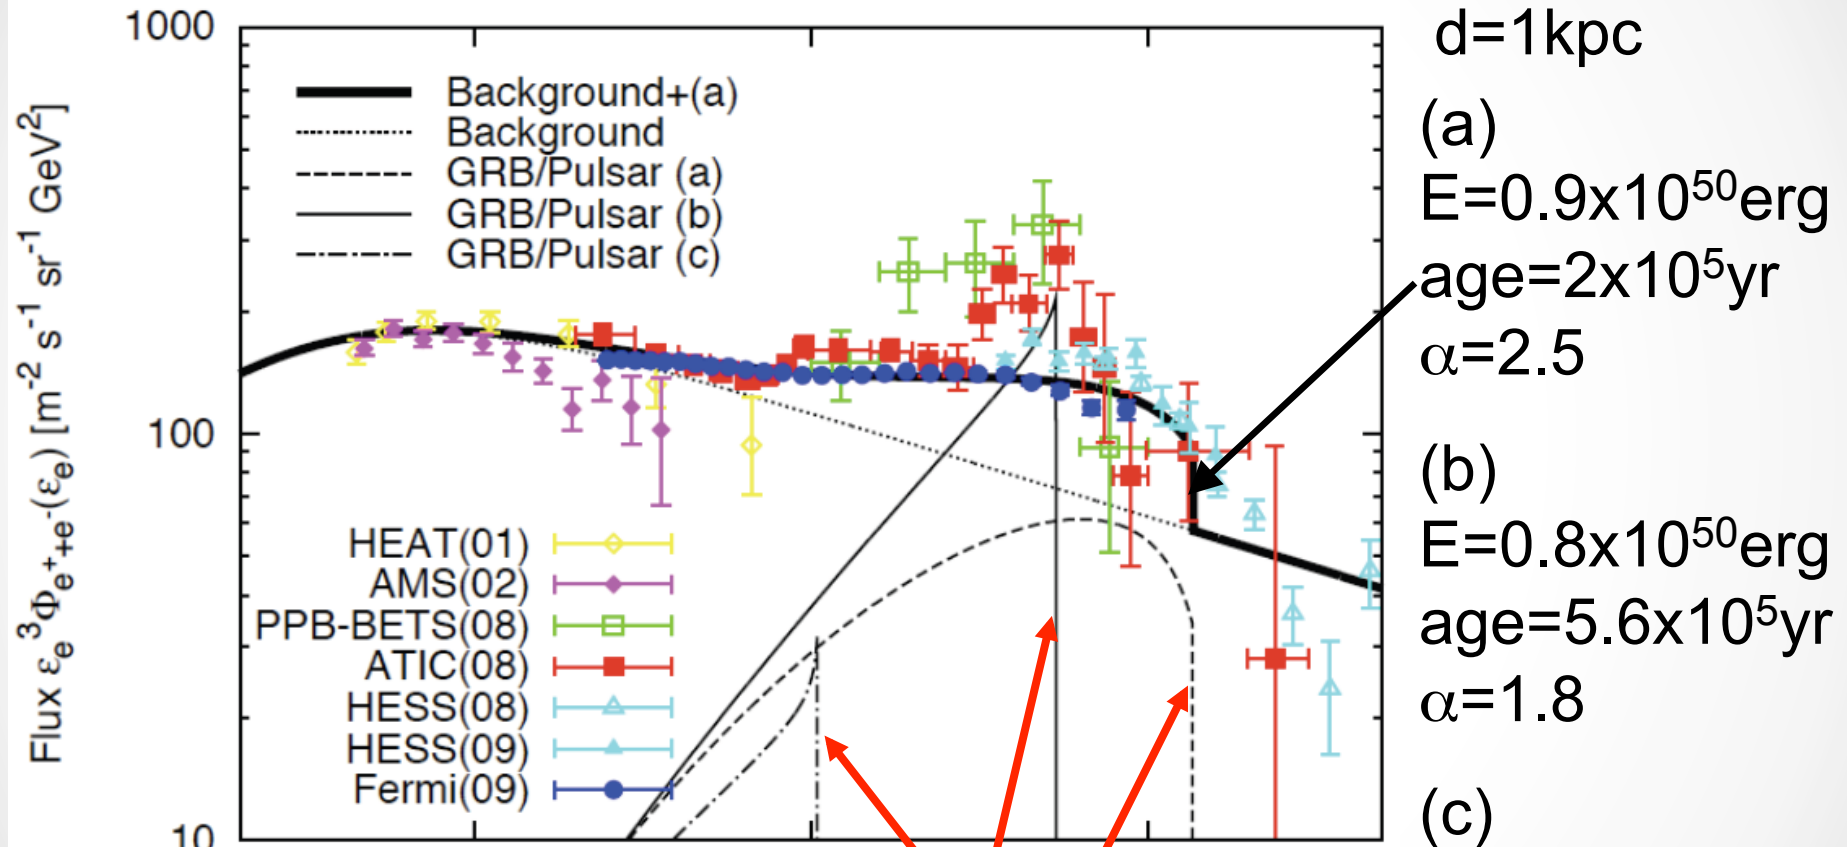 1000
100
10
Flux εe³Φe⁺+e⁻(εe) [m⁻² s⁻¹ sr⁻¹ GeV²]
Background+(a)
Background
GRB/Pulsar (a)
GRB/Pulsar (b)
GRB/Pulsar (c)
HEAT(01)
AMS(02)
PPB-BETS(08)
ATIC(08)
HESS(08)
HESS(09)
Fermi(09)
d=1kpc
(a)
E=0.9x10⁵⁰erg
age=2x10⁵yr
α=2.5
(b)
E=0.8x10⁵⁰erg
age=5.6x10⁵yr
α=1.8
(c)